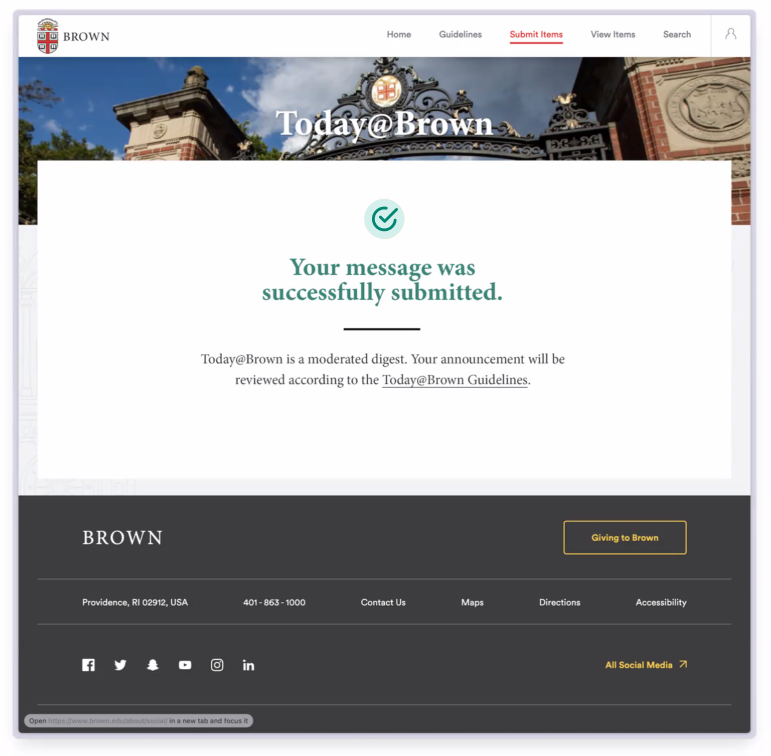 BROWN
Home Guidelines Submit Items View Items Search
Today@Brown
Your message was
successfully submitted.
Today@Brown is a moderated digest. Your announcement will be
reviewed according to the Today@Brown Guidelines.
BROWN
Giving to Brown
Providence, RI 02912, USA 401 - 863 - 1000 Contact Us Maps Directions Accessibility
All Social Media
Open https://www.brown.edu/about/social/ in a new tab and focus it